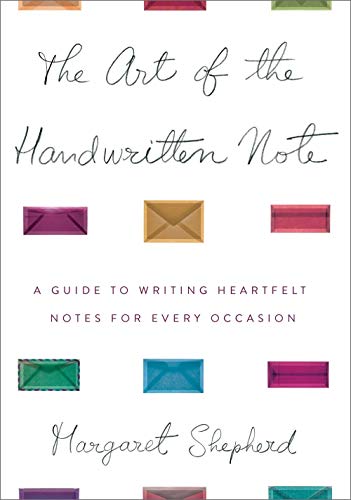 The Art of the
Handwritten Note
A GUIDE TO WRITING HEARTFELT
NOTES FOR EVERY OCCASION
Margaret Shepherd